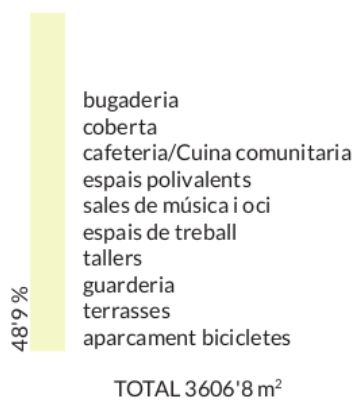 bugaderia
coberta
cafeteria/Cuina comunitaria
espais polivalents
sales de música i oci
espais de treball
tallers
guarderia
terrasses
aparcament bicicletes
48'9 %
TOTAL 3606'8 m²